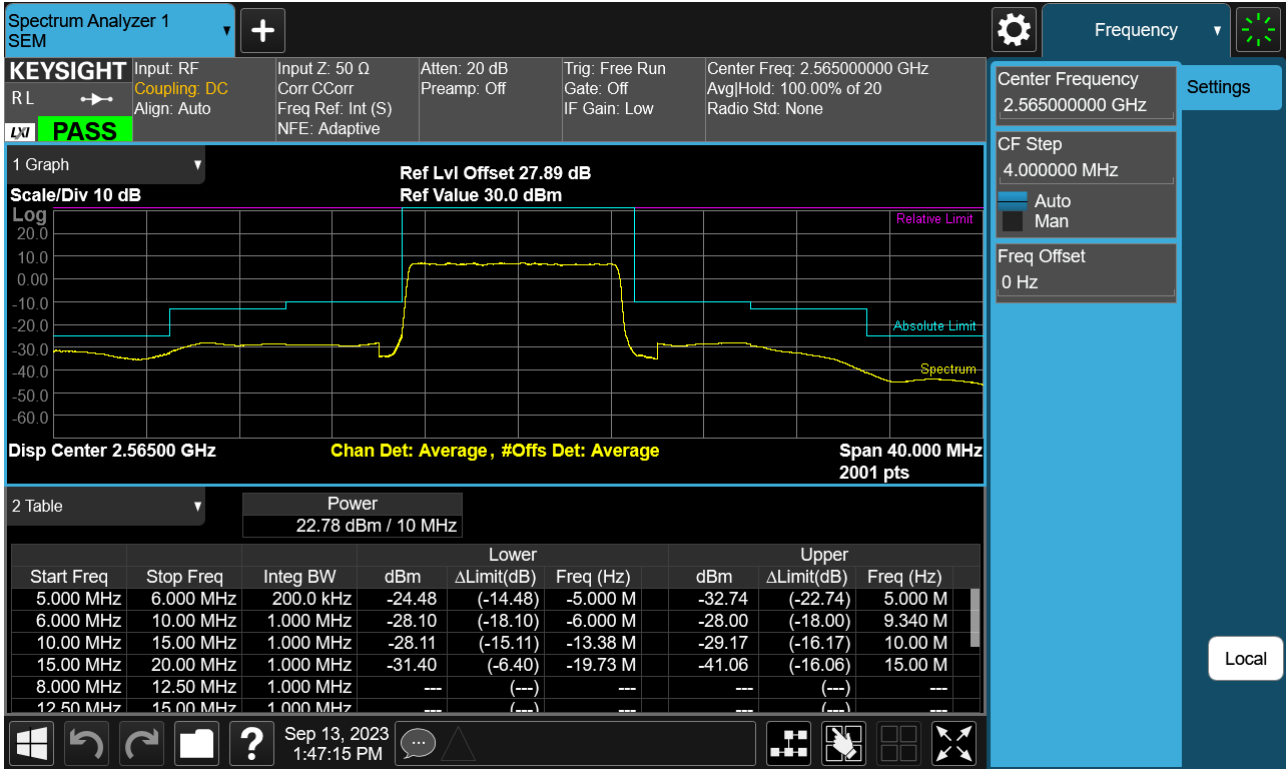 Spectrum Analyzer 1
SEM
Frequency
KEYSIGHT
R L
LXI PASS
Input: RF
Coupling: DC
Align: Auto
Input Z: 50 Ω
Corr CCorr
Freq Ref: Int (S)
NFE: Adaptive
Atten: 20 dB
Preamp: Off
Trig: Free Run
Gate: Off
IF Gain: Low
Center Freq: 2.565000000 GHz
Avg|Hold: 100.00% of 20
Radio Std: None
Center Frequency
2.565000000 GHz
Settings
CF Step
4.000000 MHz
Auto
Man
Freq Offset
0 Hz
1 Graph
Scale/Div 10 dB
Ref Lvl Offset 27.89 dB
Ref Value 30.0 dBm
Log
20.0
10.0
0.00
-10.0
-20.0
-30.0
-40.0
-50.0
-60.0
Relative Limit
Absolute Limit
Spectrum
Disp Center 2.56500 GHz
Chan Det: Average , #Offs Det: Average
Span 40.000 MHz
2001 pts
2 Table
Power
22.78 dBm / 10 MHz
Lower Upper
Start Freq Stop Freq Integ BW dBm ΔLimit(dB) Freq (Hz) dBm ΔLimit(dB) Freq (Hz)
5.000 MHz 6.000 MHz 200.0 kHz -24.48 (-14.48) -5.000 M -32.74 (-22.74) 5.000 M
6.000 MHz 10.00 MHz 1.000 MHz -28.10 (-18.10) -6.000 M -28.00 (-18.00) 9.340 M
10.00 MHz 15.00 MHz 1.000 MHz -28.11 (-15.11) -13.38 M -29.17 (-16.17) 10.00 M
15.00 MHz 20.00 MHz 1.000 MHz -31.40 (-6.40) -19.73 M -41.06 (-16.06) 15.00 M
8.000 MHz 12.50 MHz 1.000 MHz --- (---) --- --- (---) ---
12.50 MHz 15.00 MHz 1.000 MHz --- (---) --- --- (---) ---
Local
?
Sep 13, 2023
1:47:15 PM